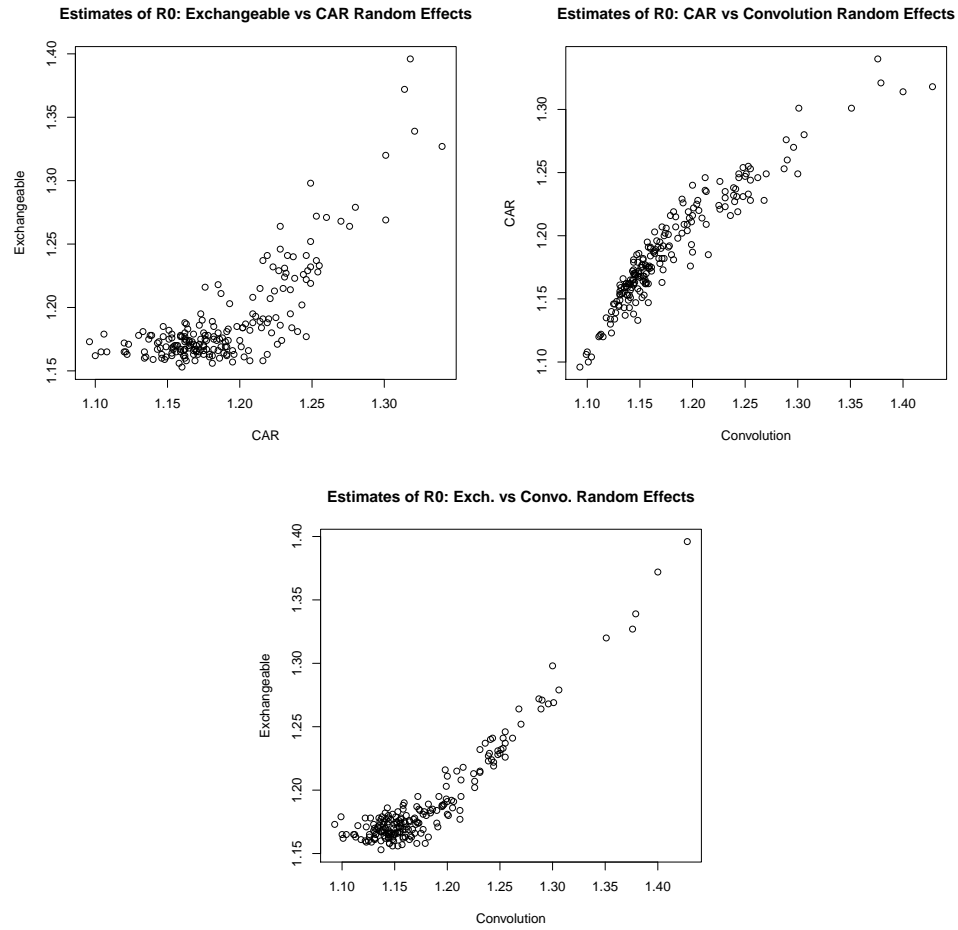 Estimates of R0: Exchangeable vs CAR Random Effects
Exchangeable
1.40
1.35
1.30
1.25
1.20
1.15
1.10 1.15 1.20 1.25 1.30
CAR
Estimates of R0: CAR vs Convolution Random Effects
CAR
1.30
1.25
1.20
1.15
1.10
1.10 1.15 1.20 1.25 1.30 1.35 1.40
Convolution
Estimates of R0: Exch. vs Convo. Random Effects
Exchangeable
1.40
1.35
1.30
1.25
1.20
1.15
1.10 1.15 1.20 1.25 1.30 1.35 1.40
Convolution